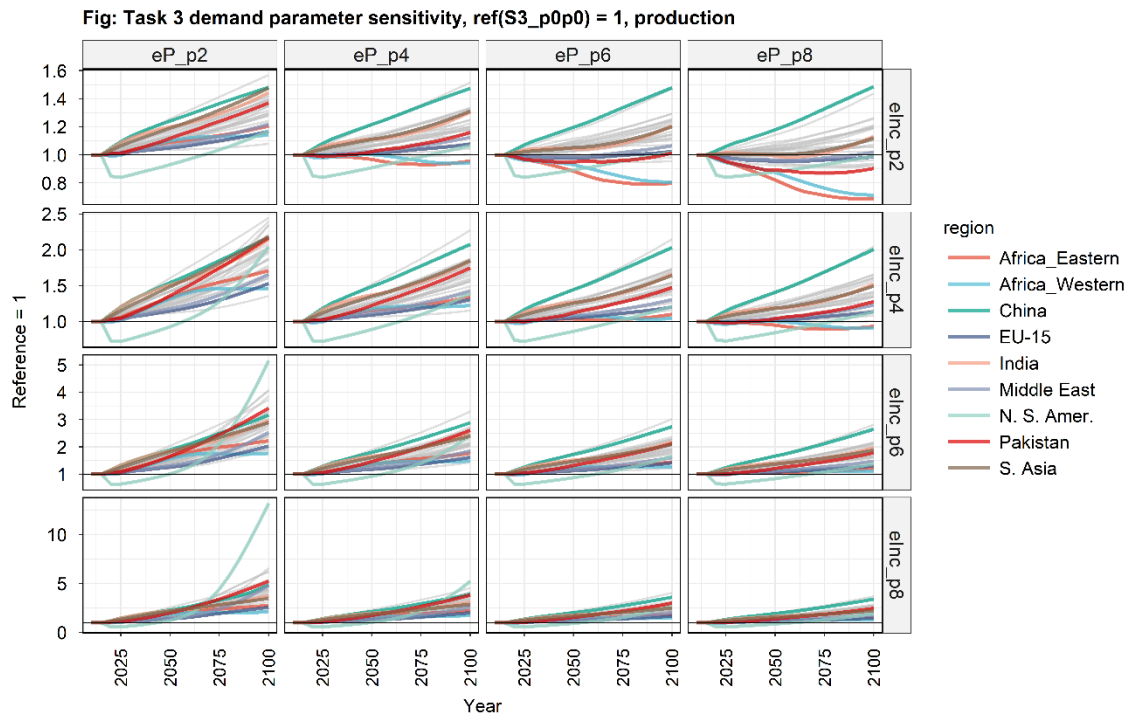 Fig: Task 3 demand parameter sensitivity, ref(S3_p0p0) = 1, production
eP_p2 eP_p4 eP_p6 eP_p8
1.6
1.4
1.2
1.0
0.8
eInc_p2
2.5
2.0
1.5
1.0
eInc_p4
5
4
3
2
1
eInc_p6
10
5
0
eInc_p8
Reference = 1
2025 2050 2075 2100 2025 2050 2075 2100 2025 2050 2075 2100 2025 2050 2075 2100
Year
region
Africa_Eastern
Africa_Western
China
EU-15
India
Middle East
N. S. Amer.
Pakistan
S. Asia